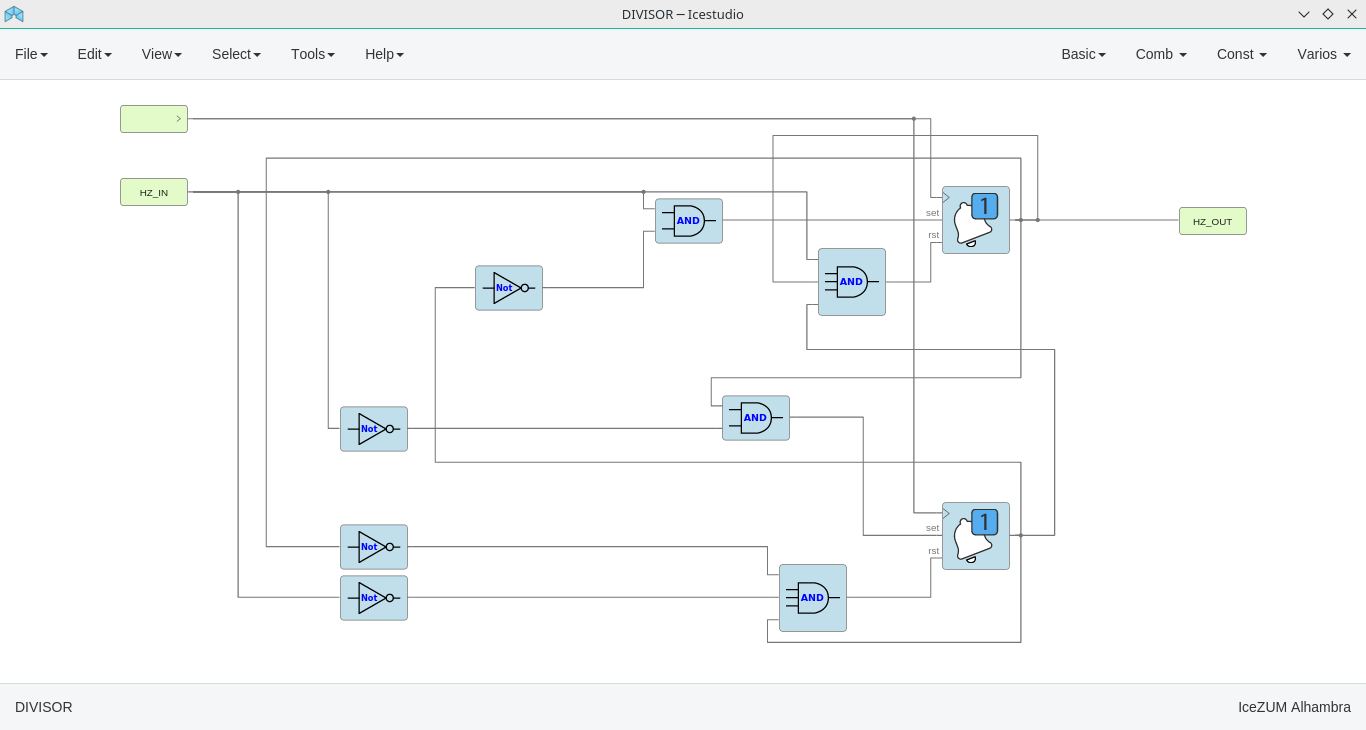 DIVISOR — Icestudio
File Edit View Select Tools Help Basic Comb Const Varios
HZ_IN
1
set
rst
AND
HZ_OUT
AND
Not
AND
Not
1
set
rst
Not
AND
Not
DIVISOR IceZUM Alhambra